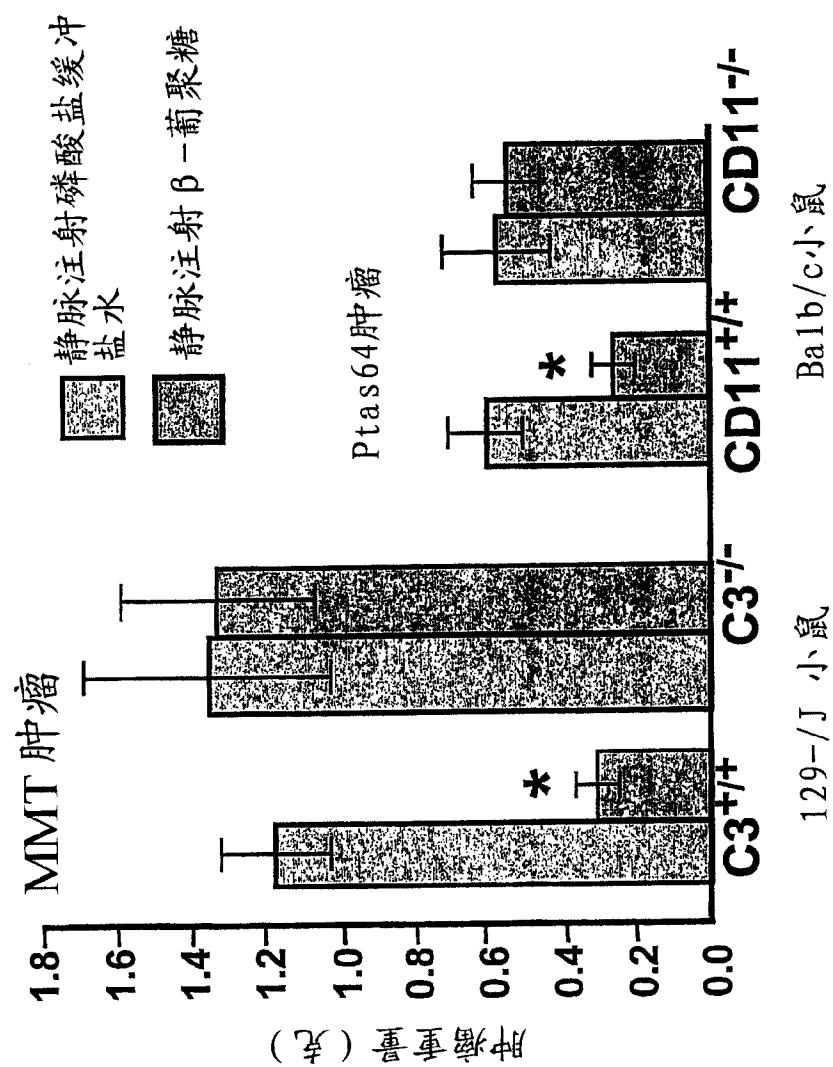 MMT 肿瘤
静脉注射磷酸盐缓冲
盐水
静脉注射 β－葡聚糖
Ptas64肿瘤
肿瘤重量（克）
1.8
1.6
1.4
1.2
1.0
0.8
0.6
0.4
0.2
0.0
*
*
C3+/+
C3-/-
CD11+/+
CD11-/-
129-/J 小鼠
Balb/c小鼠